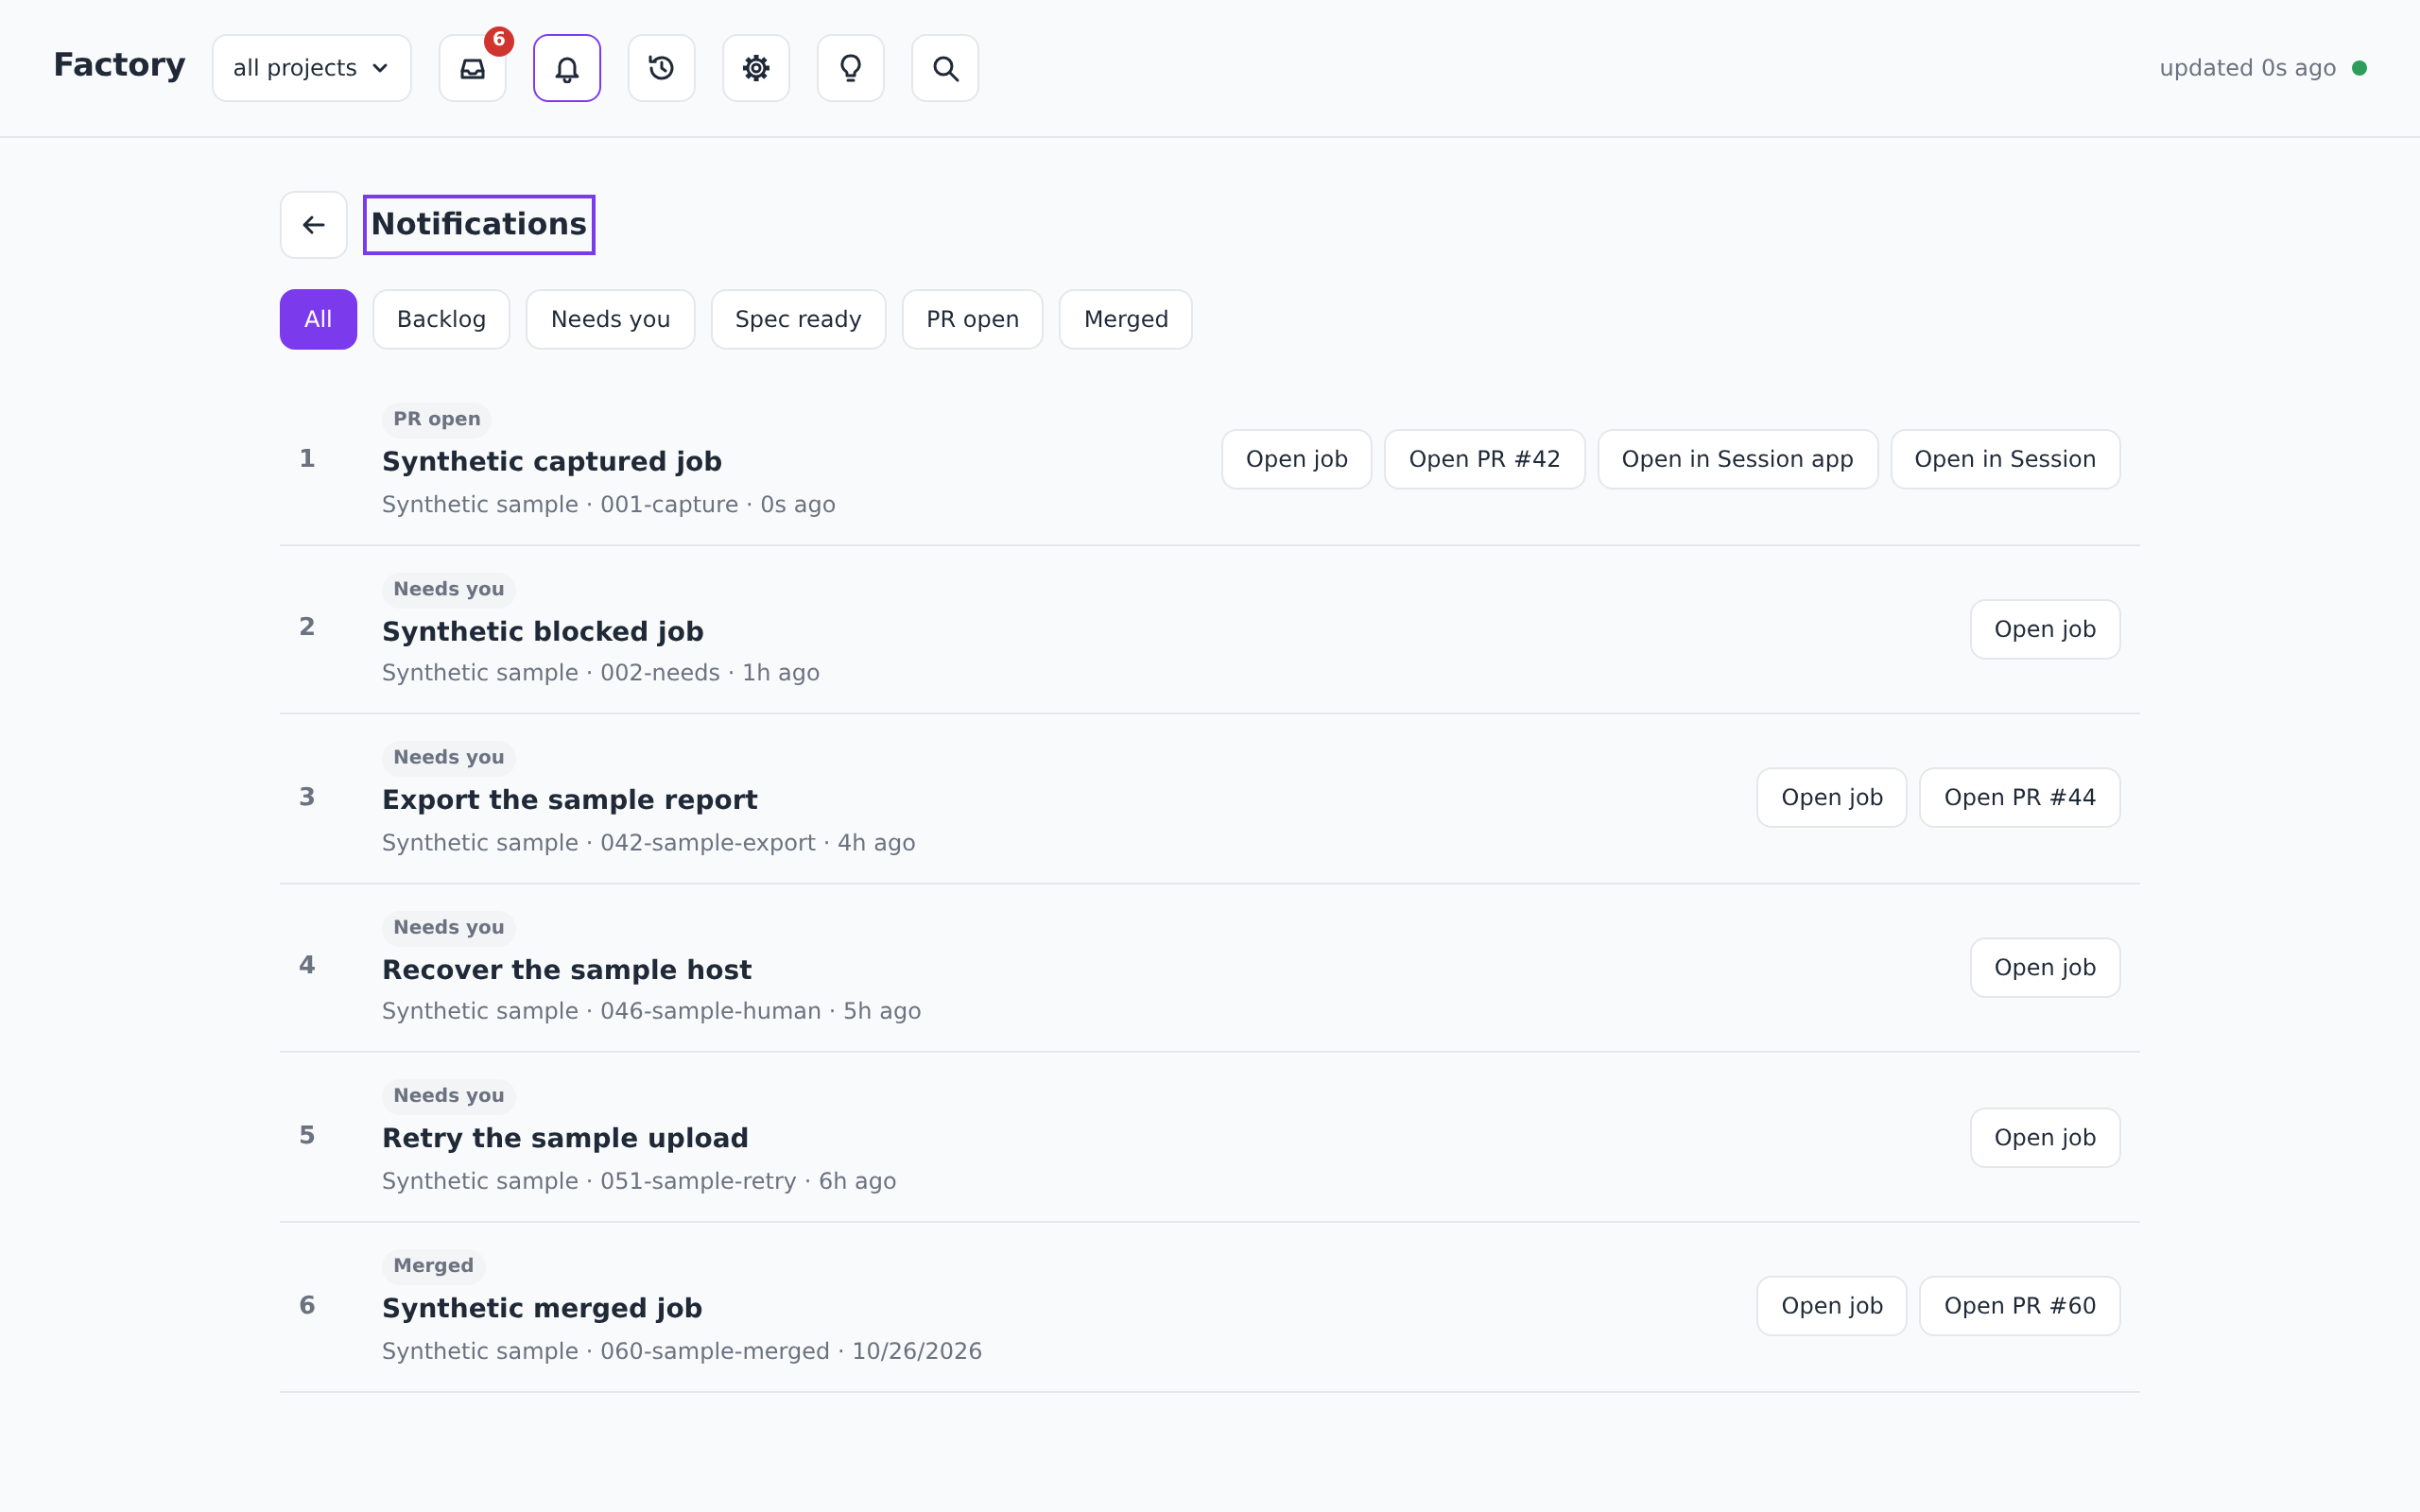 Factory all projects 6 updated 0s ago
Notifications
All Backlog Needs you Spec ready PR open Merged
PR open
1 Synthetic captured job Open job Open PR #42 Open in Session app Open in Session
Synthetic sample · 001-capture · 0s ago
Needs you
2 Synthetic blocked job Open job
Synthetic sample · 002-needs · 1h ago
Needs you
3 Export the sample report Open job Open PR #44
Synthetic sample · 042-sample-export · 4h ago
Needs you
4 Recover the sample host Open job
Synthetic sample · 046-sample-human · 5h ago
Needs you
5 Retry the sample upload Open job
Synthetic sample · 051-sample-retry · 6h ago
Merged
6 Synthetic merged job Open job Open PR #60
Synthetic sample · 060-sample-merged · 10/26/2026